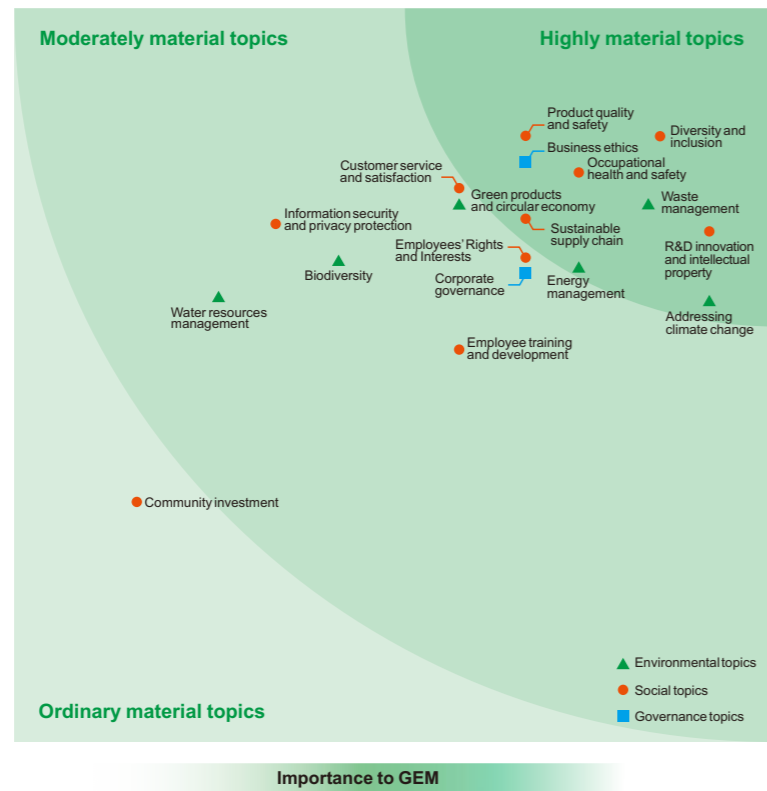 Moderately material topics
Highly material topics
Product quality
and safety
Diversity and
inclusion
Business ethics
Occupational
health and safety
Customer service
and satisfaction
Green products
and circular economy
Waste
management
Information security
and privacy protection
Sustainable
supply chain
R&D innovation
and intellectual
property
Employees' Rights
and Interests
Biodiversity
Corporate
governance
Energy
management
Water resources
management
Addressing
climate change
Employee training
and development
Community investment
Environmental topics
Social topics
Governance topics
Ordinary material topics
Importance to GEM